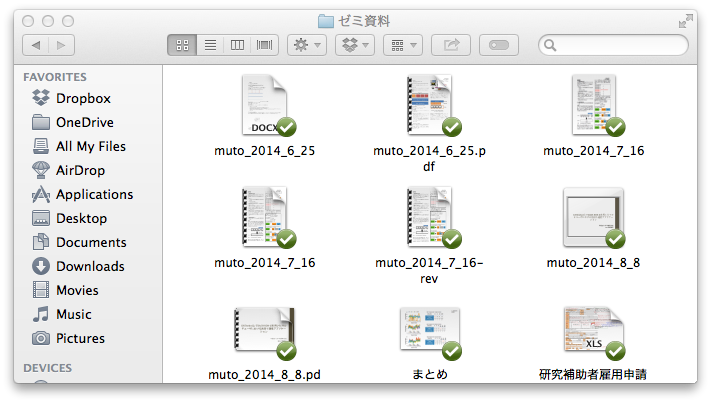 ゼミ資料
FAVORITES
Dropbox
OneDrive
All My Files
AirDrop
Applications
Desktop
Documents
Downloads
Movies
Music
Pictures
DEVICES
DOCX
muto_2014_6_25
muto_2014_6_25.p
df
muto_2014_7_16
muto_2014_7_16
muto_2014_7_16-
rev
muto_2014_8_8
muto_2014_8_8.pd
まとめ
XLS
研究補助者雇用申請